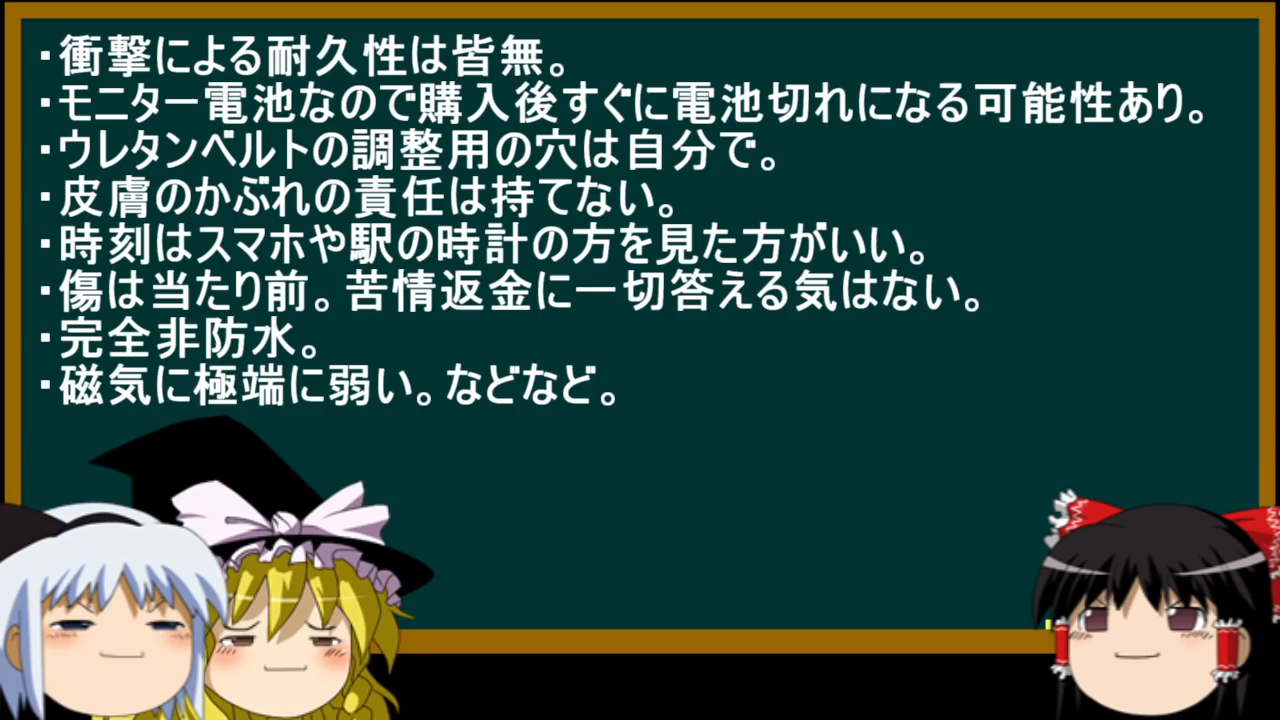 ・衝撃による耐久性は皆無。
・モニター電池なので購入後すぐに電池切れになる可能性あり。
・ウレタンベルトの調整用の穴は自分で。
・皮膚のかぶれの責任は持てない。
・時刻はスマホや駅の時計の方を見た方がいい。
・傷は当たり前。苦情返金に一切答える気はない。
・完全非防水。
・磁気に極端に弱い。などなど。